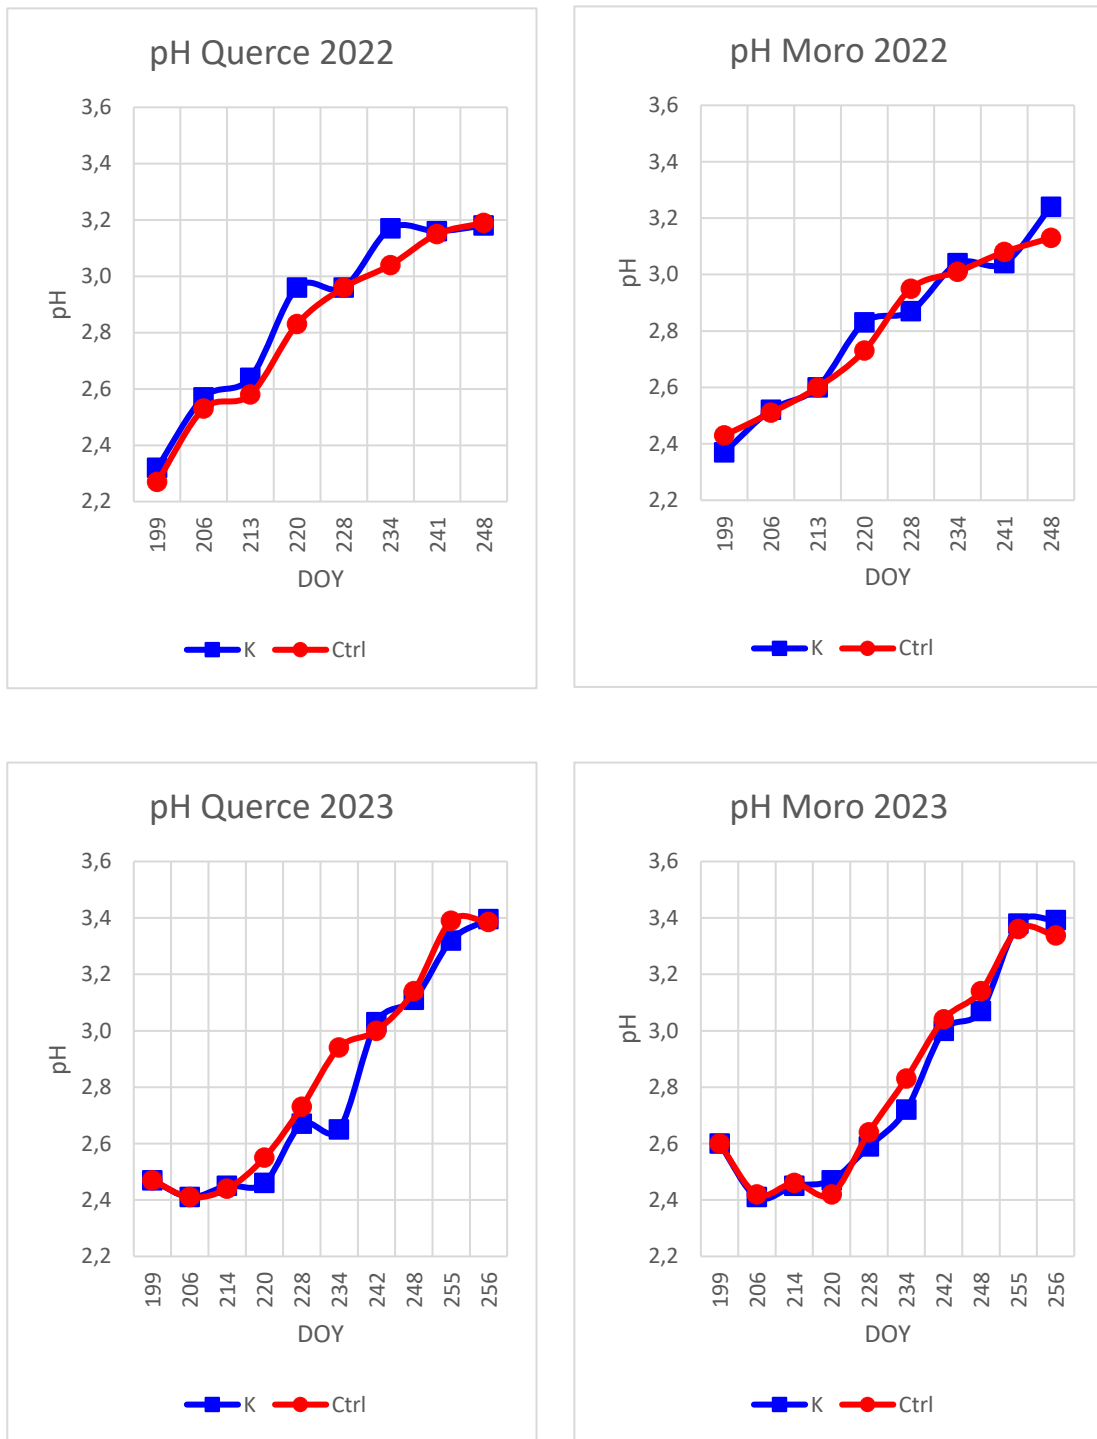 pH Querce 2022
3,6
3,4
3,2
3,0
2,8
2,6
2,4
2,2
pH
199 206 213 220 228 234 241 248
DOY
K Ctrl
pH Moro 2022
3,6
3,4
3,2
3,0
2,8
2,6
2,4
2,2
pH
199 206 213 220 228 234 241 248
DOY
K Ctrl
pH Querce 2023
3,6
3,4
3,2
3,0
2,8
2,6
2,4
2,2
pH
199 206 214 220 228 234 242 248 255 256
DOY
K Ctrl
pH Moro 2023
3,6
3,4
3,2
3,0
2,8
2,6
2,4
2,2
pH
199 206 214 220 228 234 242 248 255 256
DOY
K Ctrl